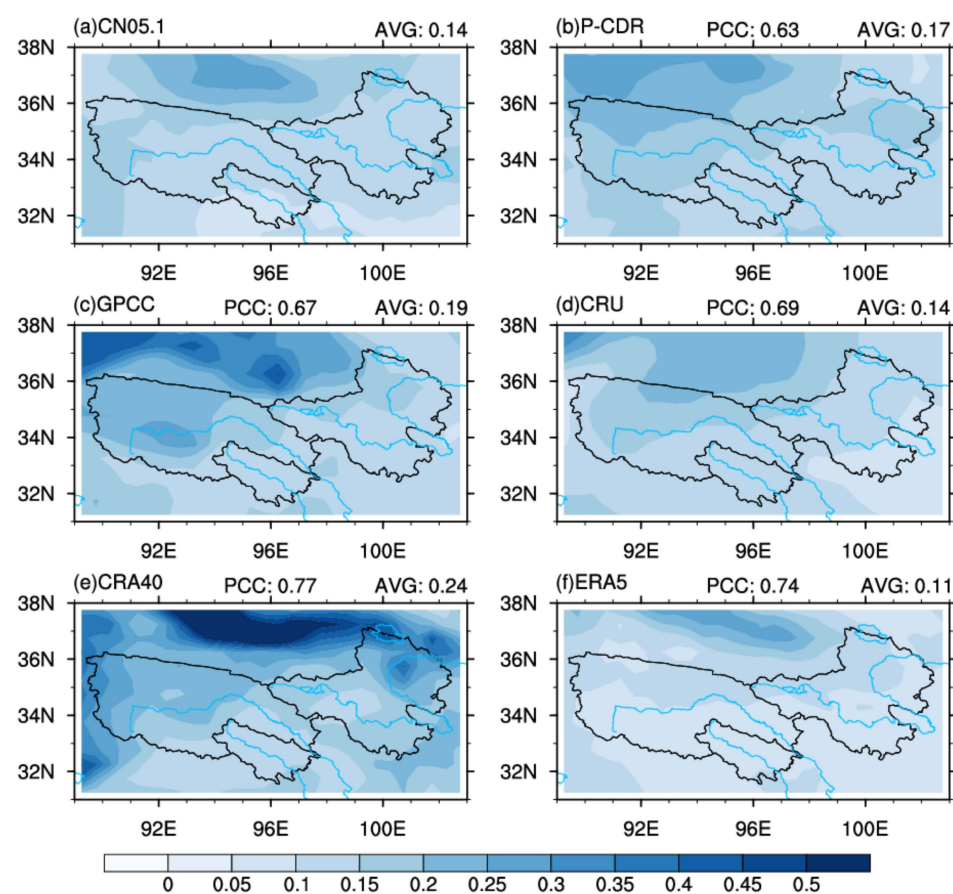 (a)CN05.1 AVG: 0.14
(b)P-CDR PCC: 0.63 AVG: 0.17
38N
36N
34N
32N
38N
36N
34N
32N
92E 96E 100E
92E 96E 100E
(c)GPCC PCC: 0.67 AVG: 0.19
(d)CRU PCC: 0.69 AVG: 0.14
38N
36N
34N
32N
38N
36N
34N
32N
92E 96E 100E
92E 96E 100E
(e)CRA40 PCC: 0.77 AVG: 0.24
(f)ERA5 PCC: 0.74 AVG: 0.11
38N
36N
34N
32N
38N
36N
34N
32N
92E 96E 100E
92E 96E 100E
0 0.05 0.1 0.15 0.2 0.25 0.3 0.35 0.4 0.45 0.5